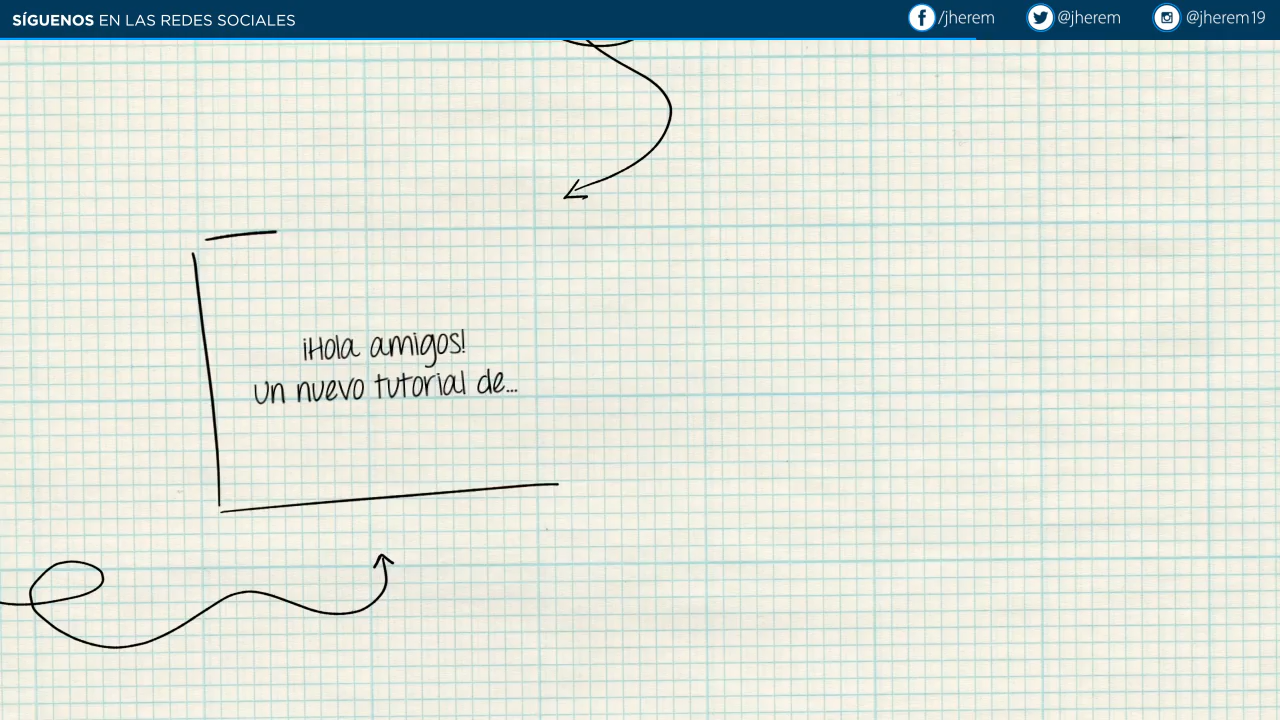 SÍGUENOS EN LAS REDES SOCIALES
/jherem
@jherem
@jherem19
¡Hola amigos!
un nuevo tutorial de...